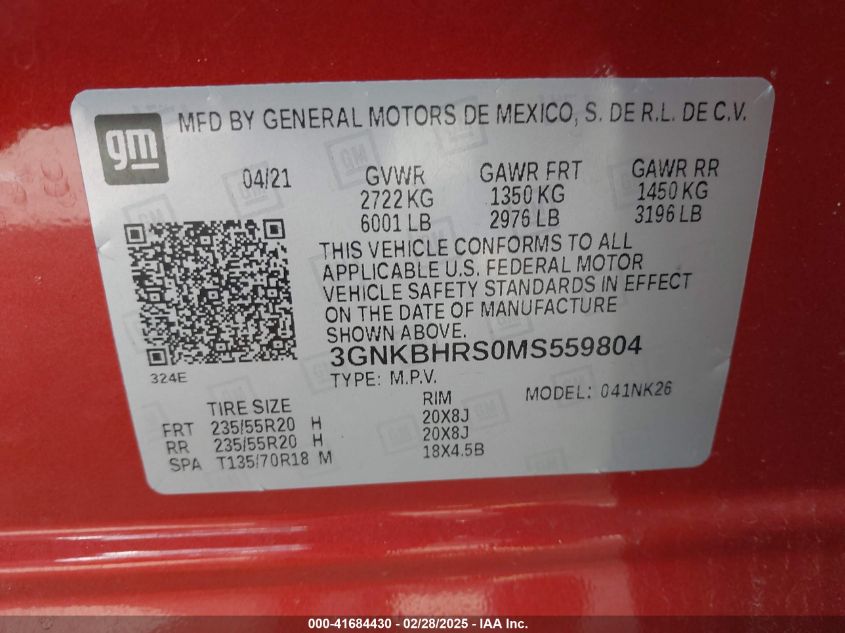 gm
MFD BY GENERAL MOTORS DE MEXICO, S. DE R.L. DE C.V.
04/21 GVWR GAWR FRT GAWR RR
2722 KG 1350 KG 1450 KG
6001 LB 2976 LB 3196 LB
THIS VEHICLE CONFORMS TO ALL
APPLICABLE U.S. FEDERAL MOTOR
VEHICLE SAFETY STANDARDS IN EFFECT
ON THE DATE OF MANUFACTURE
SHOWN ABOVE.
3GNKBHRS0MS559804
324E
TYPE: M.P.V. MODEL: 041NK26
TIRE SIZE RIM
FRT 235/55R20 H 20X8J
RR 235/55R20 H 20X8J
SPA T135/70R18 M 18X4.5B
000-41684430 - 02/28/2025 - IAA Inc.